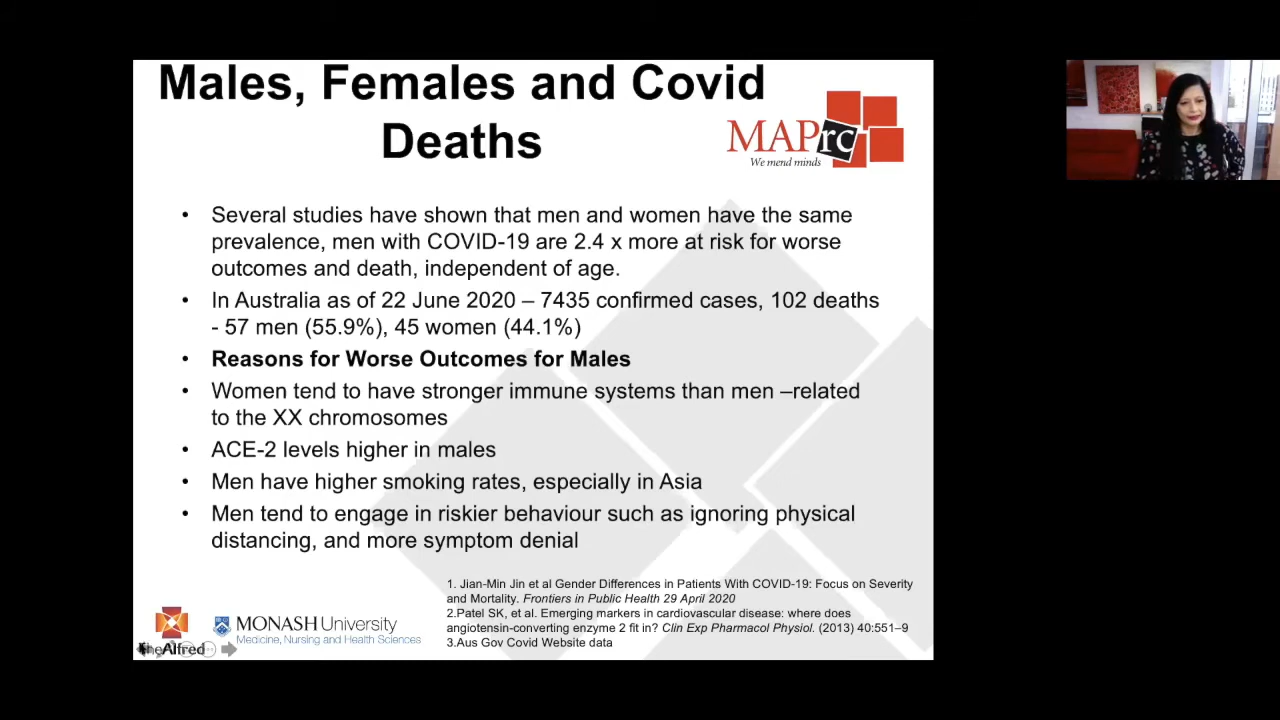 Males, Females and Covid
Deaths
MAPrc
We mend minds
• Several studies have shown that men and women have the same
prevalence, men with COVID-19 are 2.4 x more at risk for worse
outcomes and death, independent of age.
• In Australia as of 22 June 2020 – 7435 confirmed cases, 102 deaths
- 57 men (55.9%), 45 women (44.1%)
• Reasons for Worse Outcomes for Males
• Women tend to have stronger immune systems than men –related
to the XX chromosomes
• ACE-2 levels higher in males
• Men have higher smoking rates, especially in Asia
• Men tend to engage in riskier behaviour such as ignoring physical
distancing, and more symptom denial
1. Jian-Min Jin et al Gender Differences in Patients With COVID-19: Focus on Severity
and Mortality. Frontiers in Public Health 29 April 2020
2.Patel SK, et al. Emerging markers in cardiovascular disease: where does
angiotensin-converting enzyme 2 fit in? Clin Exp Pharmacol Physiol. (2013) 40:551–9
3.Aus Gov Covid Website data
MONASH University
Medicine, Nursing and Health Sciences
theAlfred